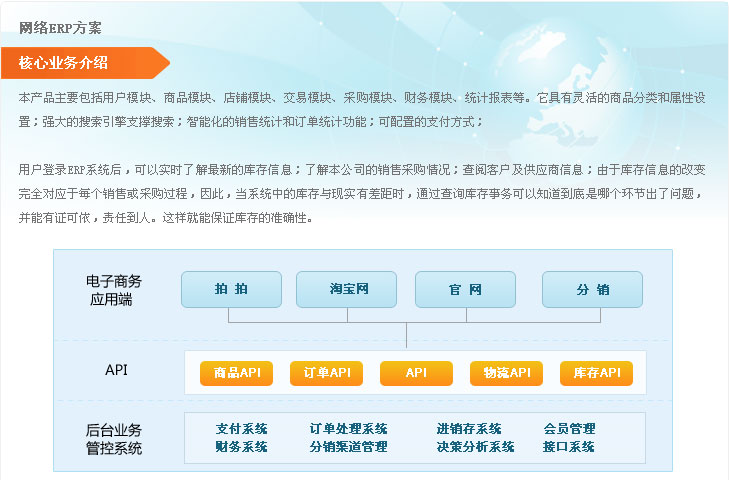 网络ERP方案
核心业务介绍
本产品主要包括用户模块、商品模块、店铺模块、交易模块、采购模块、财务模块、统计报表等。它具有灵活的商品分类和属性设
置；强大的搜索引擎支撑搜索；智能化的销售统计和订单统计功能；可配置的支付方式；
用户登录ERP系统后，可以实时了解最新的库存信息；了解本公司的销售采购情况；查阅客户及供应商信息；由于库存信息的改变
完全对应于每个销售或采购过程，因此，当系统中的库存与现实有差距时，通过查询库存事务可以知道到底是哪个环节出了问题，
并能有证可依，责任到人。这样就能保证库存的准确性。
电子商务
应用端
拍 拍 淘宝网 官 网 分 销
API
商品API 订单API API 物流API 库存API
后台业务
管控系统
支付系统 订单处理系统 进销存系统 会员管理
财务系统 分销渠道管理 决策分析系统 接口系统